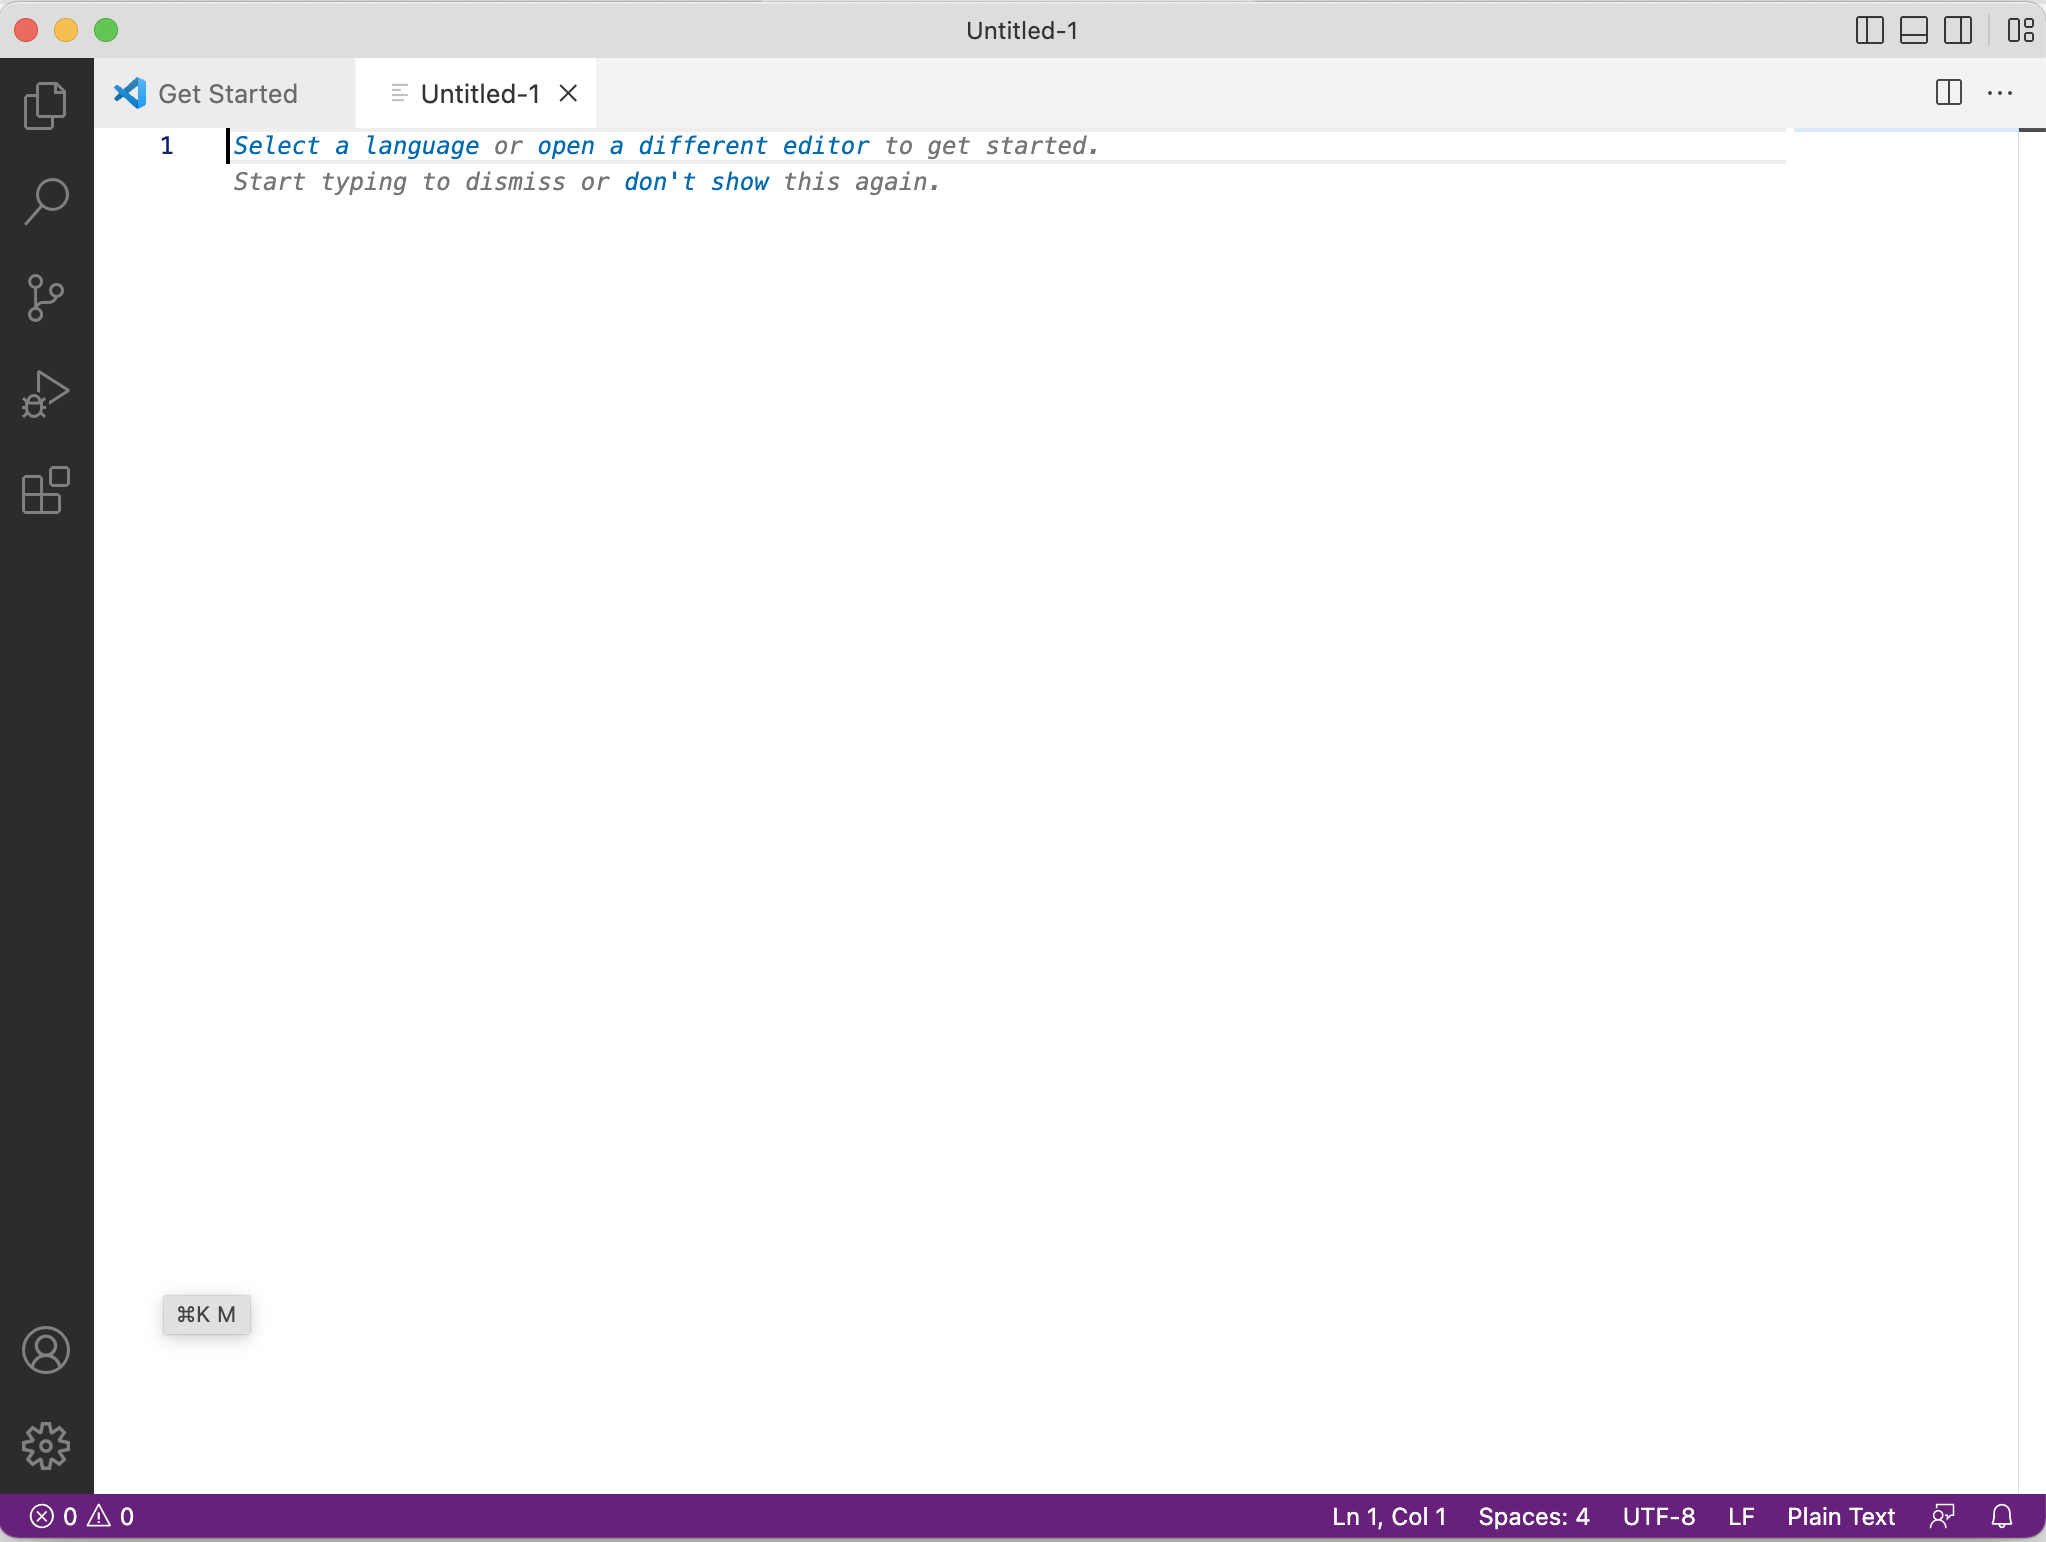 Untitled-1
Get Started
Untitled-1
1 Select a language or open a different editor to get started.
Start typing to dismiss or don't show this again.
⌘K M
0 0 Ln 1, Col 1 Spaces: 4 UTF-8 LF Plain Text